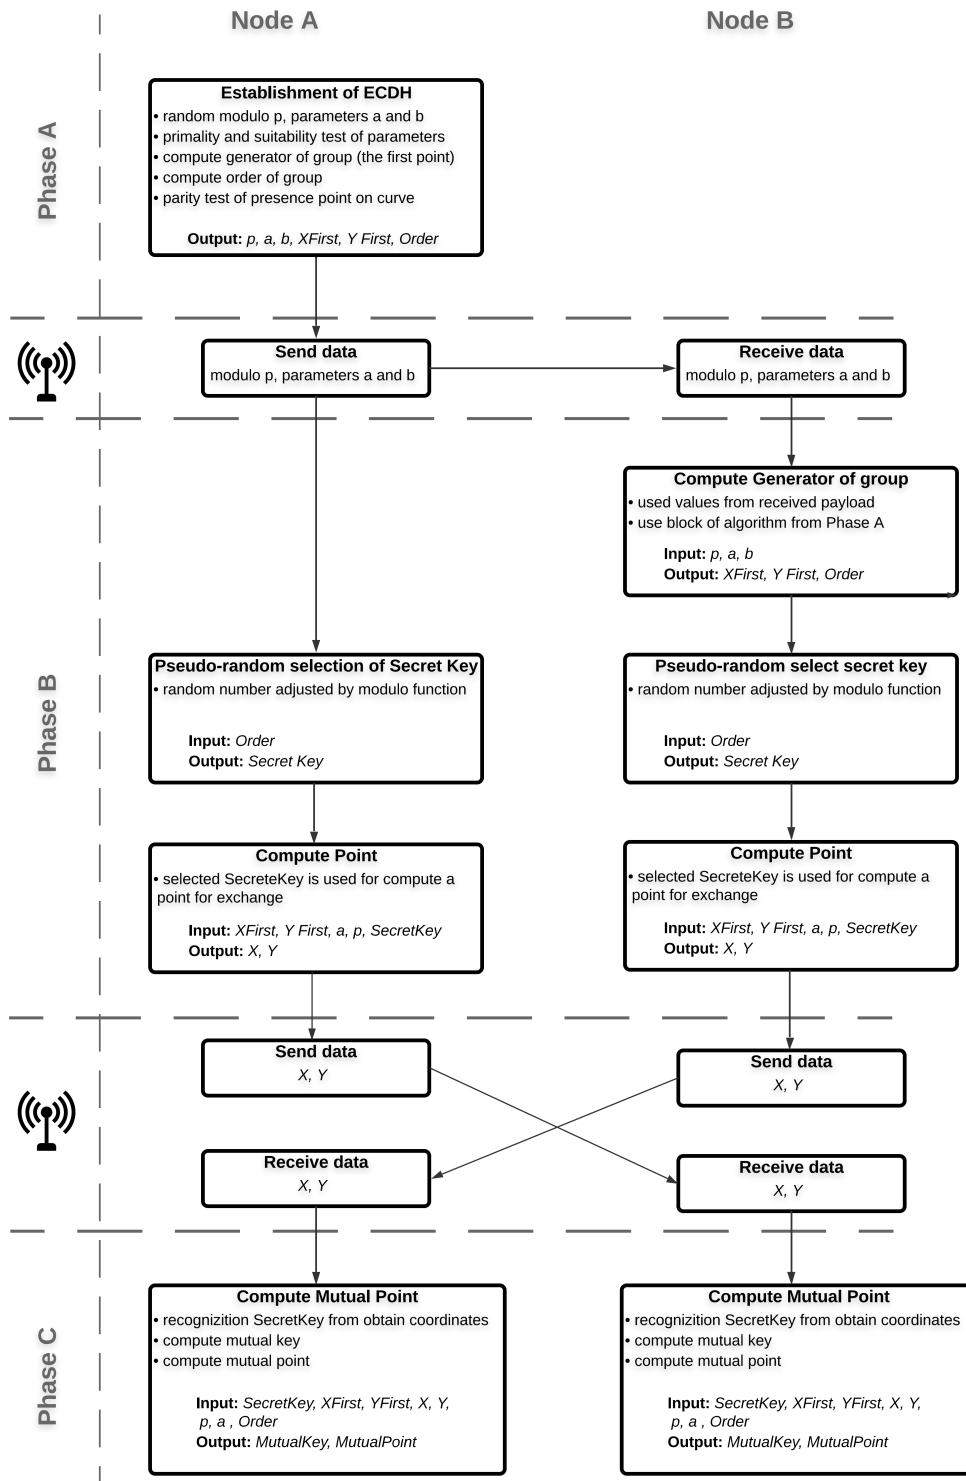 Node A
Node B
Phase A
Establishment of ECDH
• random modulo p, parameters a and b
• primality and suitability test of parameters
• compute generator of group (the first point)
• compute order of group
• parity test of presence point on curve
Output: p, a, b, XFirst, Y First, Order
Send data
modulo p, parameters a and b
Receive data
modulo p, parameters a and b
Phase B
Compute Generator of group
• used values from received payload
• use block of algorithm from Phase A
Input: p, a, b
Output: XFirst, Y First, Order
Pseudo-random selection of Secret Key
• random number adjusted by modulo function
Input: Order
Output: Secret Key
Pseudo-random select secret key
• random number adjusted by modulo function
Input: Order
Output: Secret Key
Compute Point
• selected SecreteKey is used for compute a
point for exchange
Input: XFirst, Y First, a, p, SecretKey
Output: X, Y
Compute Point
• selected SecreteKey is used for compute a
point for exchange
Input: XFirst, Y First, a, p, SecretKey
Output: X, Y
Send data
X, Y
Send data
X, Y
Receive data
X, Y
Receive data
X, Y
Phase C
Compute Mutual Point
• recognizition SecretKey from obtain coordinates
• compute mutual key
• compute mutual point
Input: SecretKey, XFirst, YFirst, X, Y,
p, a , Order
Output: MutualKey, MutualPoint
Compute Mutual Point
• recognizition SecretKey from obtain coordinates
• compute mutual key
• compute mutual point
Input: SecretKey, XFirst, YFirst, X, Y,
p, a , Order
Output: MutualKey, MutualPoint